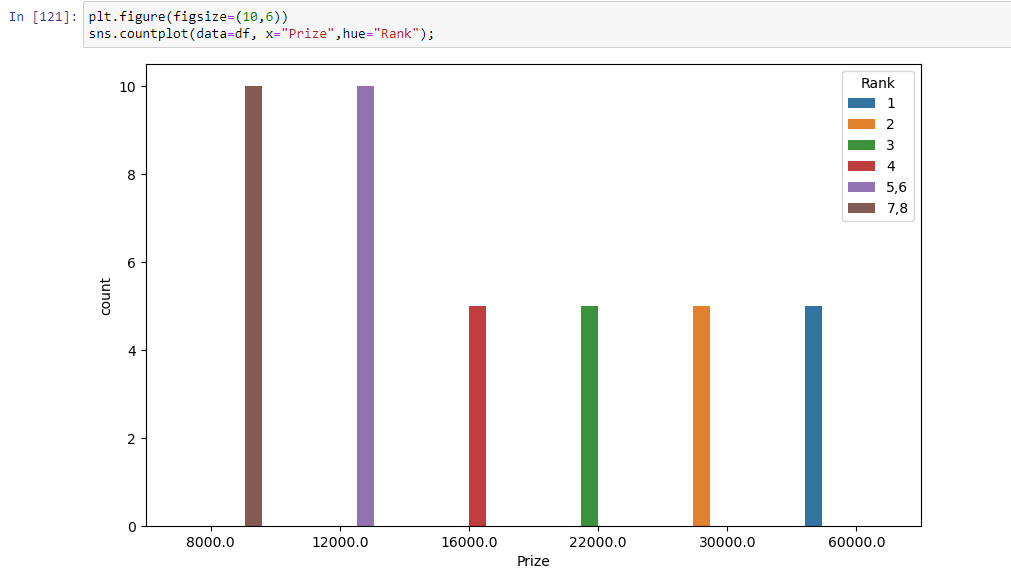 In [121]:
plt.figure(figsize=(10,6))
sns.countplot(data=df, x="Prize",hue="Rank");
Rank
1
2
3
4
5,6
7,8
10
8
6
4
2
0
count
8000.0 12000.0 16000.0 22000.0 30000.0 60000.0
Prize